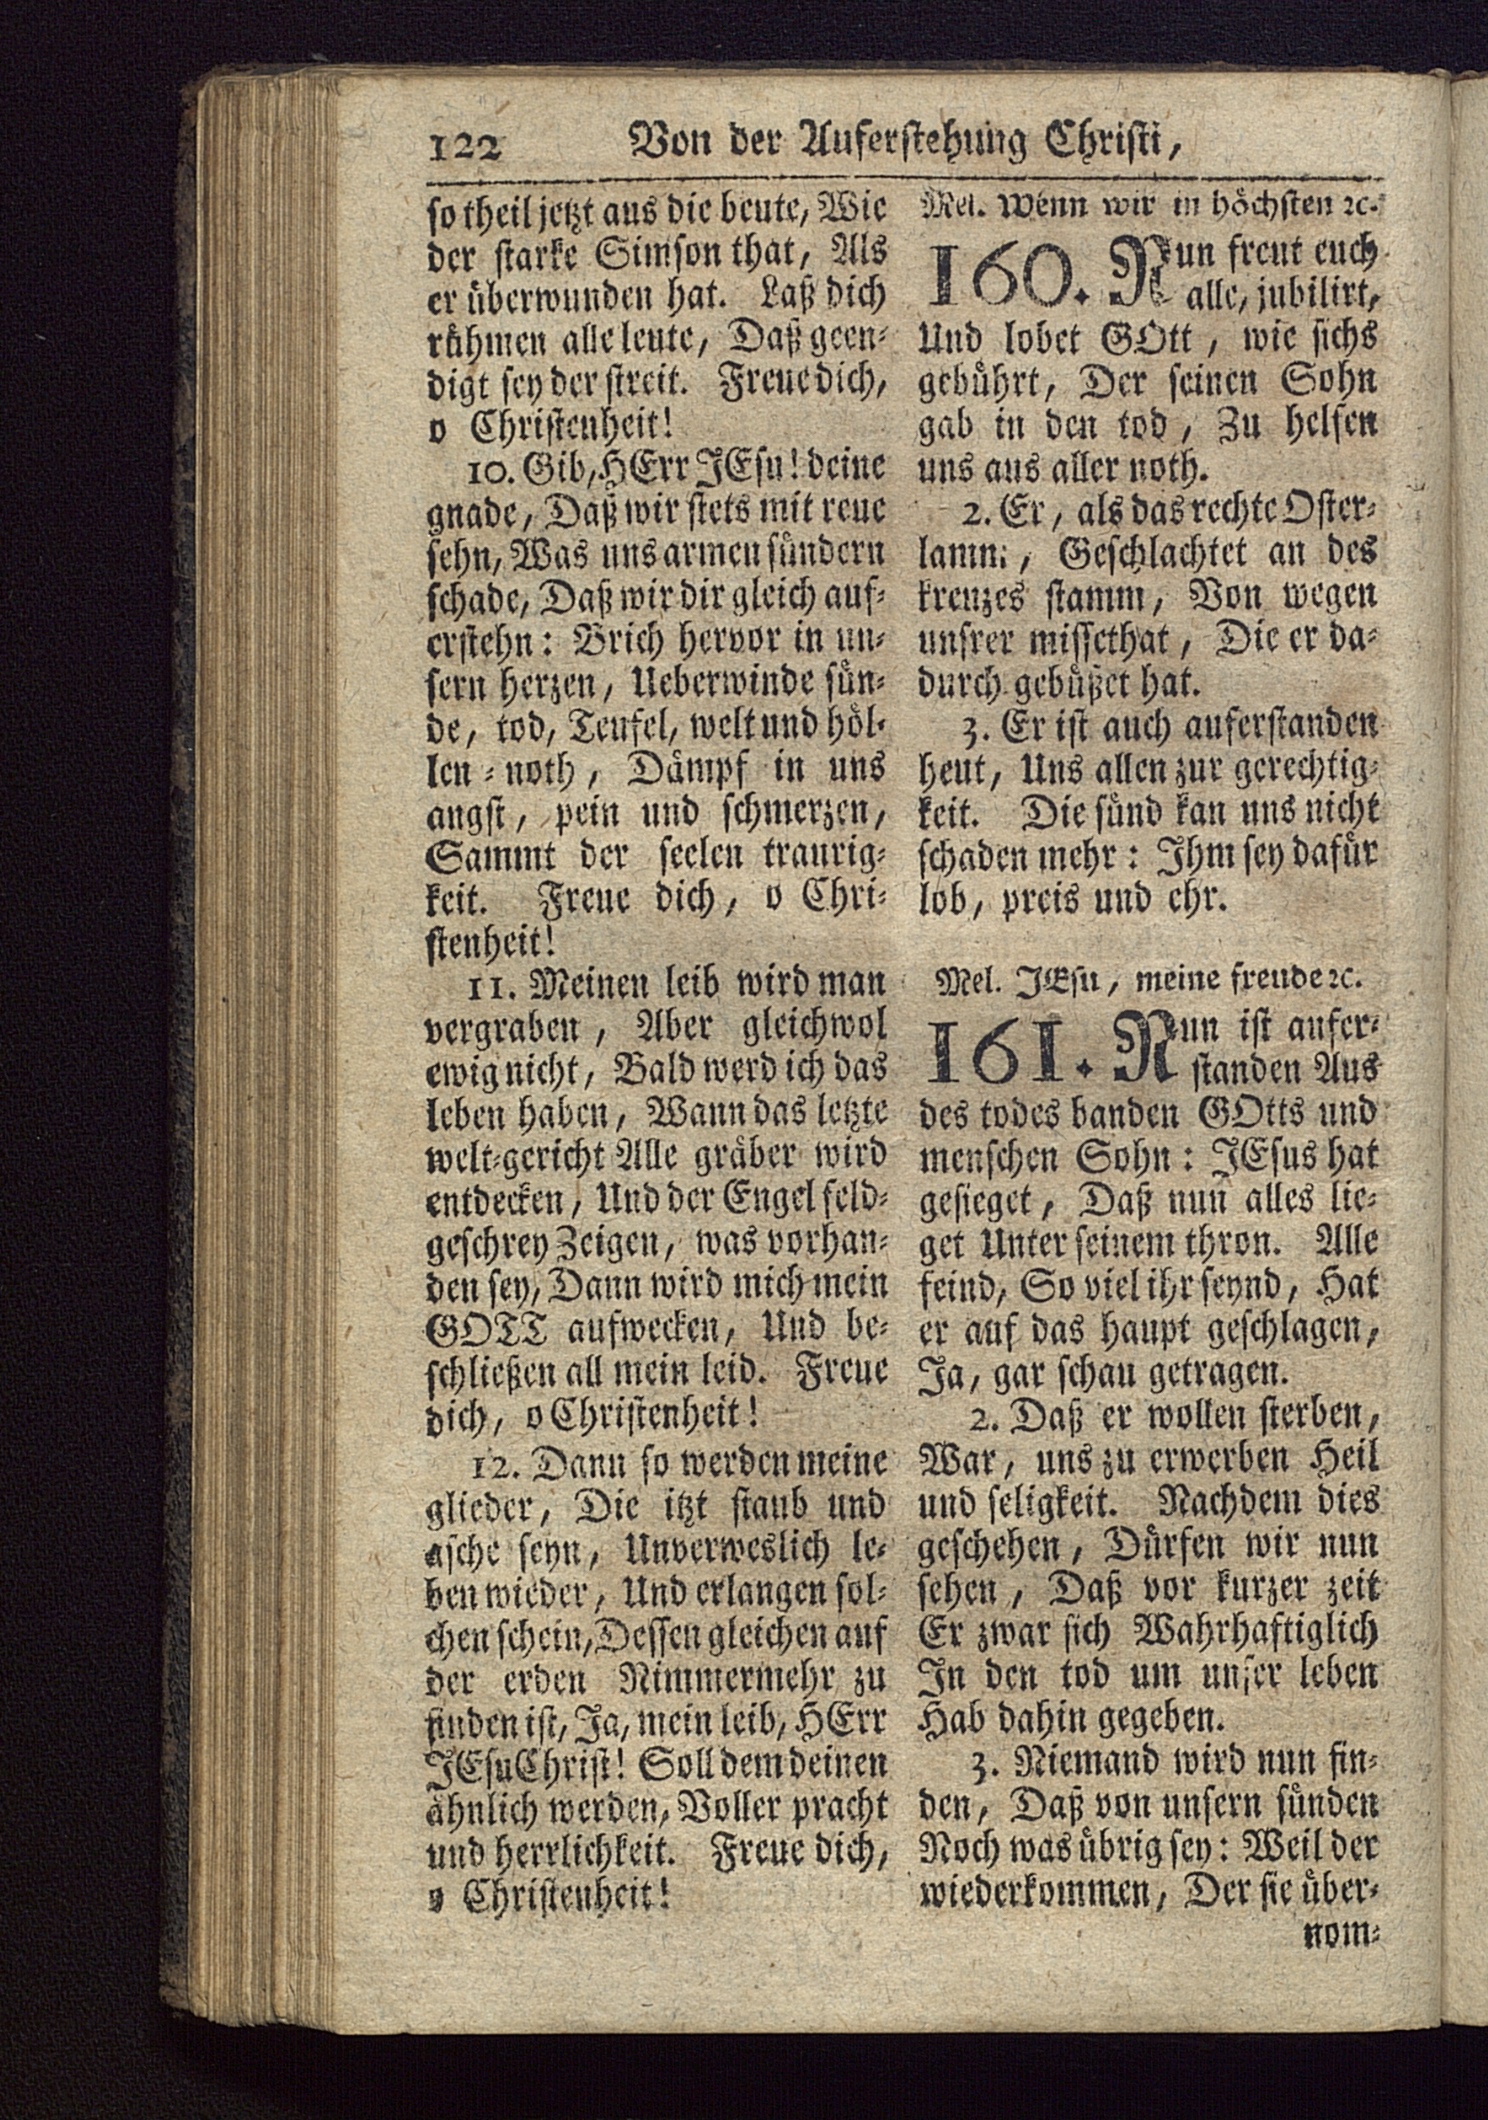 122 Von der Auferstehung Christi,
so theil jetzt aus die beute, Wie
der starke Simson that, Als
er überwunden hat. Laß dich
rühmen alle leute, Daß geen-
digt sey der streit. Freue dich,
o Christenheit!
10. Gib, HErr JEsu! deine
gnade, Daß wir stets mit reue
sehn, Was uns armen sündern
schade, Daß wir dir gleich auf-
erstehn: Brich hervor in un-
sern herzen, Ueberwinde sün-
de, tod, Teufel, welt und höl-
len-noth, Dämpf in uns
angst, pein und schmerzen,
Sammt der seelen traurig-
keit. Freue dich, o Chri-
stenheit!
11. Meinen leib wird man
vergraben, Aber gleichwol
ewig nicht, Bald werd ich das
leben haben, Wann das letzte
welt-gericht Alle gräber wird
entdecken, Und der Engel feld-
geschrey Zeigen, was vorhan-
den sey, Dann wird mich mein
GOTT aufwecken, Und be-
schließen all mein leid. Freue
dich, o Christenheit!
12. Dann so werden meine
glieder, Die itzt staub und
asche seyn, Unverweslich le-
ben wieder, Und erlangen sol-
chen schein, Dessen gleichen auf
der erden Nimmermehr zu
finden ist, Ja, mein leib, HErr
JEsu Christ! Soll dem deinen
ähnlich werden, Voller pracht
und herrlichkeit. Freue dich,
o Christenheit!
Mel. Wenn wir in höchsten ꝛc.
160. Nun freut euch
alle, jubilirt,
Und lobet GOtt, wie sichs
gebührt, Der seinen Sohn
gab in den tod, Zu helfen
uns aus aller noth.
2. Er, als das rechte Oster-
lamm, Geschlachtet an des
kreuzes stamm, Von wegen
unsrer missethat, Die er da-
durch gebüßet hat.
3. Er ist auch auferstanden
heut, Uns allen zur gerechtig-
keit. Die sünd kan uns nicht
schaden mehr: Ihm sey dafür
lob, preis und ehr.
Mel. JEsu, meine freude ꝛc.
161. Nun ist aufer-
standen Aus
des todes banden GOtts und
menschen Sohn: JEsus hat
gesieget, Daß nun alles lie-
get Unter seinem thron. Alle
feind, So viel ihr seynd, Hat
er auf das haupt geschlagen,
Ja, gar schau getragen.
2. Daß er wollen sterben,
War, uns zu erwerben Heil
und seligkeit. Nachdem dies
geschehen, Dürfen wir nun
sehen, Daß vor kurzer zeit
Er zwar sich Wahrhaftiglich
In den tod um unser leben
Hab dahin gegeben.
3. Niemand wird nun fin-
den, Daß von unsern sünden
Noch was übrig sey: Weil der
wiederkommen, Der sie über-
nom-